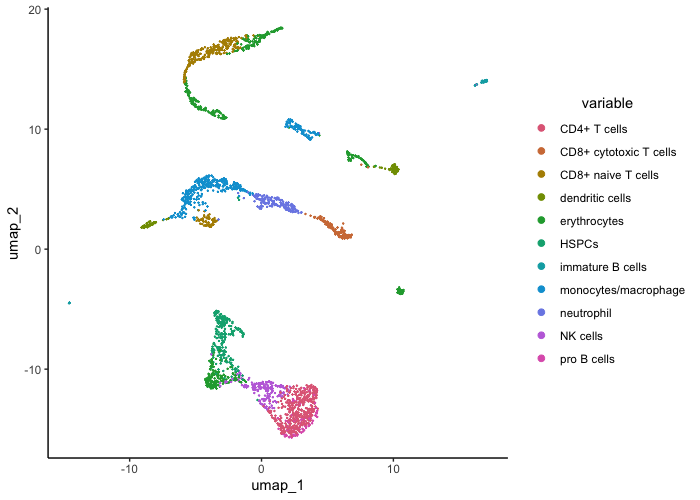 20
10
0
-10
umap_2
-10
0
10
umap_1
variable
CD4+ T cells
CD8+ cytotoxic T cells
CD8+ naive T cells
dendritic cells
erythrocytes
HSPCs
immature B cells
monocytes/macrophage
neutrophil
NK cells
pro B cells